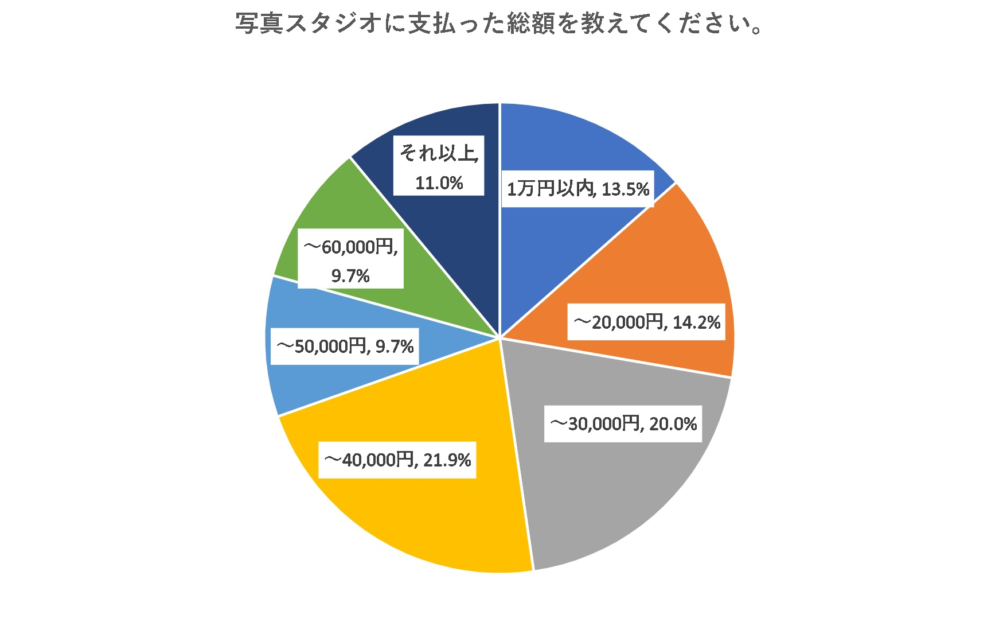 写真スタジオに支払った総額を教えてください。
それ以上,
11.0%
1万円以内, 13.5%
～60,000円,
9.7%
～20,000円, 14.2%
～50,000円, 9.7%
～30,000円, 20.0%
～40,000円, 21.9%